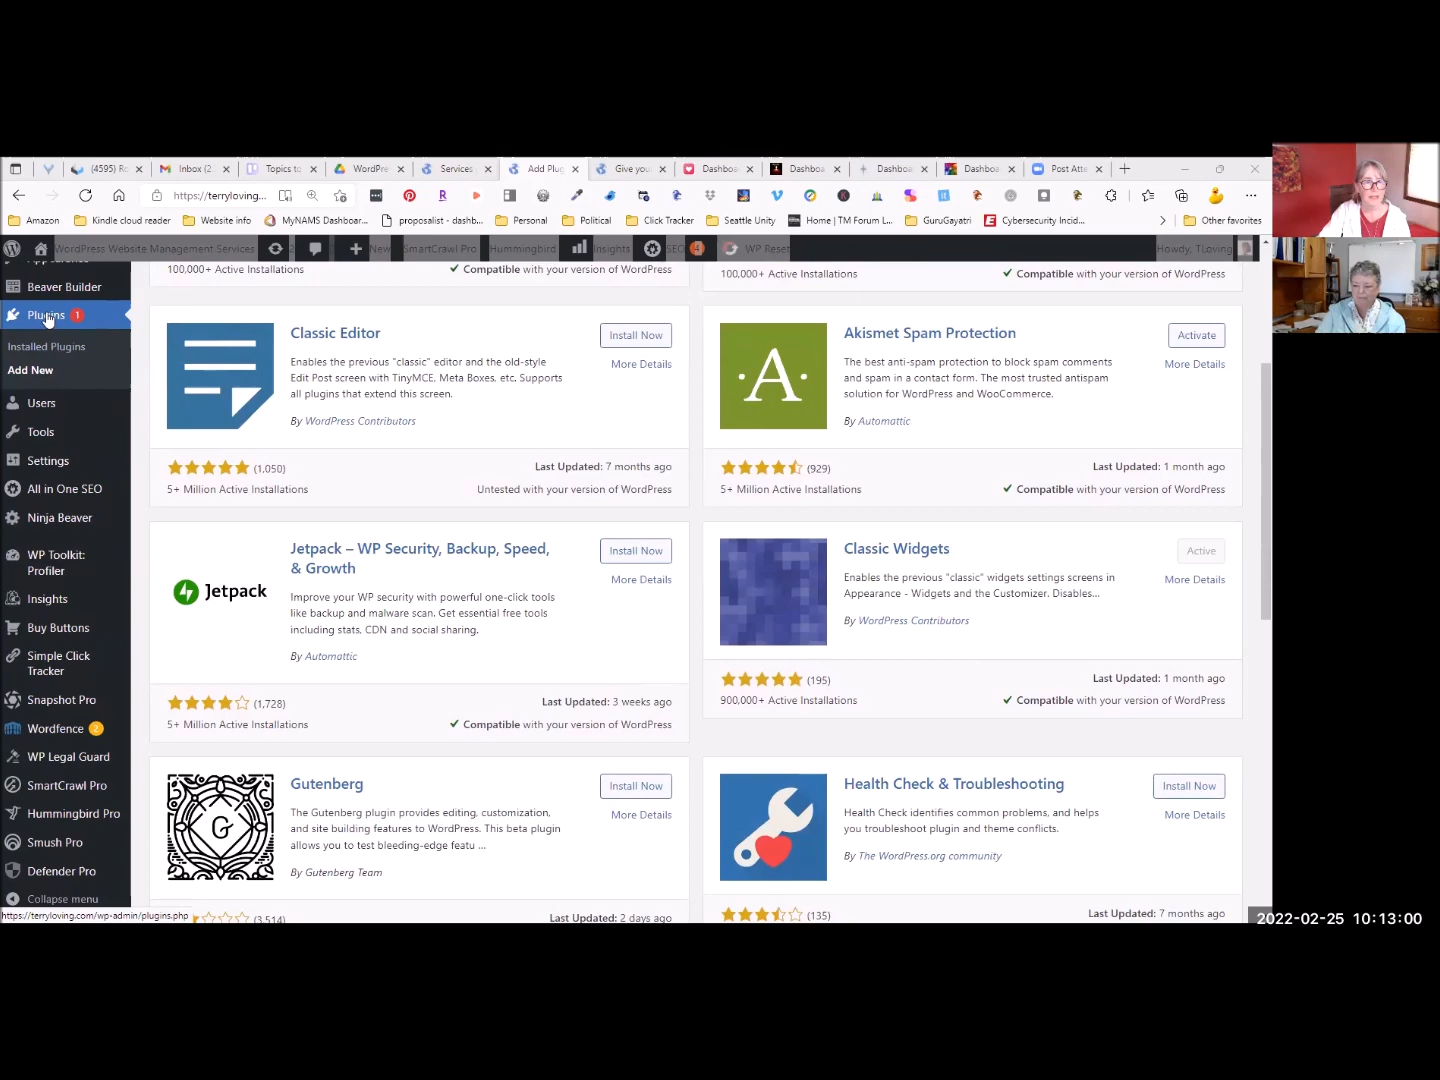 (4595) R
Inbox (2
Topics to
WordPre
Services
Add Plug
Give you
Dashboa
Dashboa
Dashboa
Dashboa
Post Atte
https://terryloving...
Amazon
Kindle cloud reader
Website info
MyNAMS Dashboar...
proposalist - dashb...
Personal
Political
Click Tracker
Seattle Unity
Home | TM Forum L...
GuruGayatri
Cybersecurity Incid...
Other favorites
WordPress Website Management Services
New
SmartCrawl Pro
Hummingbird
Insights
SEO
4
WP Reset
Howdy, TLoving
Appearance
Beaver Builder
Plugins 1
Installed Plugins
Add New
Users
Tools
Settings
All in One SEO
Ninja Beaver
WP Toolkit:
Profiler
Insights
Buy Buttons
Simple Click
Tracker
Snapshot Pro
Wordfence 2
WP Legal Guard
SmartCrawl Pro
Hummingbird Pro
Smush Pro
Defender Pro
Collapse menu
https://terryloving.com/wp-admin/plugins.php
100,000+ Active Installations
Compatible with your version of WordPress
100,000+ Active Installations
Compatible with your version of WordPress
Classic Editor
Install Now
More Details
Enables the previous "classic" editor and the old-style
Edit Post screen with TinyMCE, Meta Boxes, etc. Supports
all plugins that extend this screen.
By WordPress Contributors
(1,050)
Last Updated: 7 months ago
5+ Million Active Installations
Untested with your version of WordPress
A
Akismet Spam Protection
Activate
More Details
The best anti-spam protection to block spam comments
and spam in a contact form. The most trusted antispam
solution for WordPress and WooCommerce.
By Automattic
(929)
Last Updated: 1 month ago
5+ Million Active Installations
Compatible with your version of WordPress
Jetpack
Jetpack – WP Security, Backup, Speed,
& Growth
Install Now
More Details
Improve your WP security with powerful one-click tools
like backup and malware scan. Get essential free tools
including stats, CDN and social sharing.
By Automattic
(1,728)
Last Updated: 3 weeks ago
5+ Million Active Installations
Compatible with your version of WordPress
Classic Widgets
Active
More Details
Enables the previous "classic" widgets settings screens in
Appearance - Widgets and the Customizer. Disables...
By WordPress Contributors
(195)
Last Updated: 1 month ago
900,000+ Active Installations
Compatible with your version of WordPress
G
Gutenberg
Install Now
More Details
The Gutenberg plugin provides editing, customization,
and site building features to WordPress. This beta plugin
allows you to test bleeding-edge featu ...
By Gutenberg Team
(3,514)
Last Updated: 2 days ago
Health Check & Troubleshooting
Install Now
More Details
Health Check identifies common problems, and helps
you troubleshoot plugin and theme conflicts.
By The WordPress.org community
(135)
Last Updated: 7 months ago
2022-02-25 10:13:00